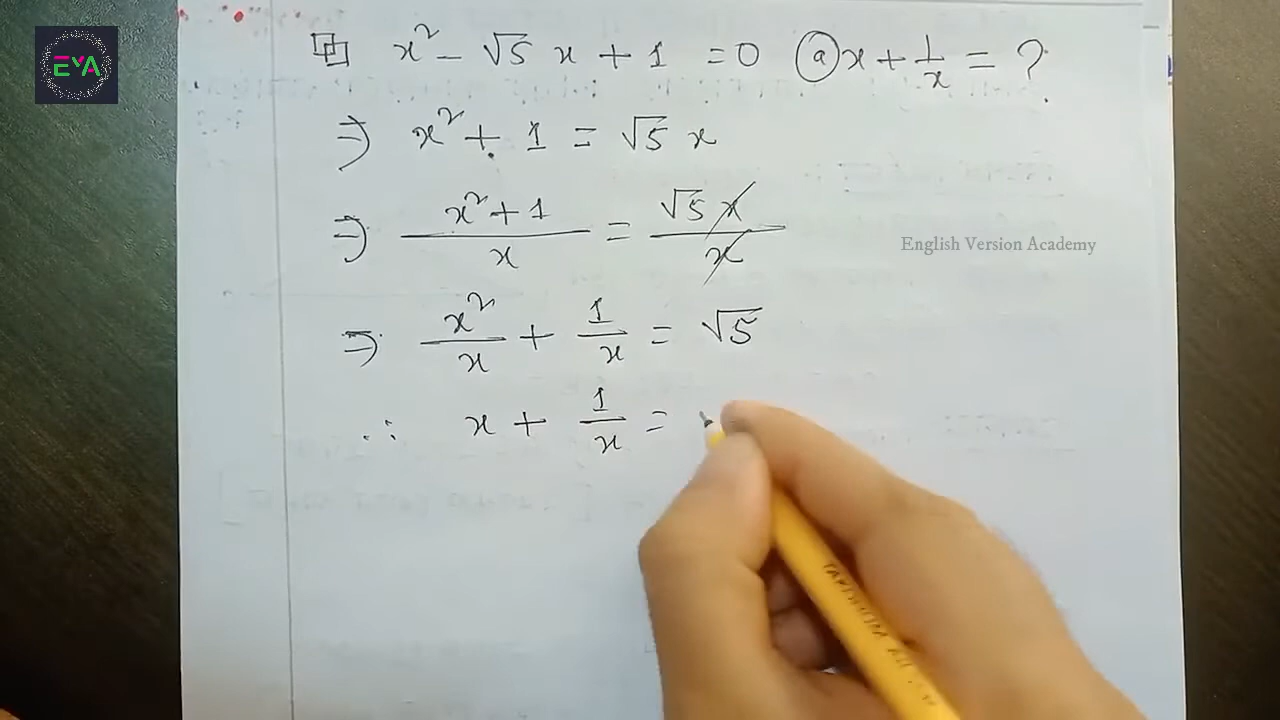 EYA
x² - √5 x + 1 = 0 ⓐ x + 1/x = ?
⇒ x² + 1 = √5 x
⇒ x² + 1 / x = √5 x / x
English Version Academy
⇒ x²/x + 1/x = √5
∴ x + 1/x =